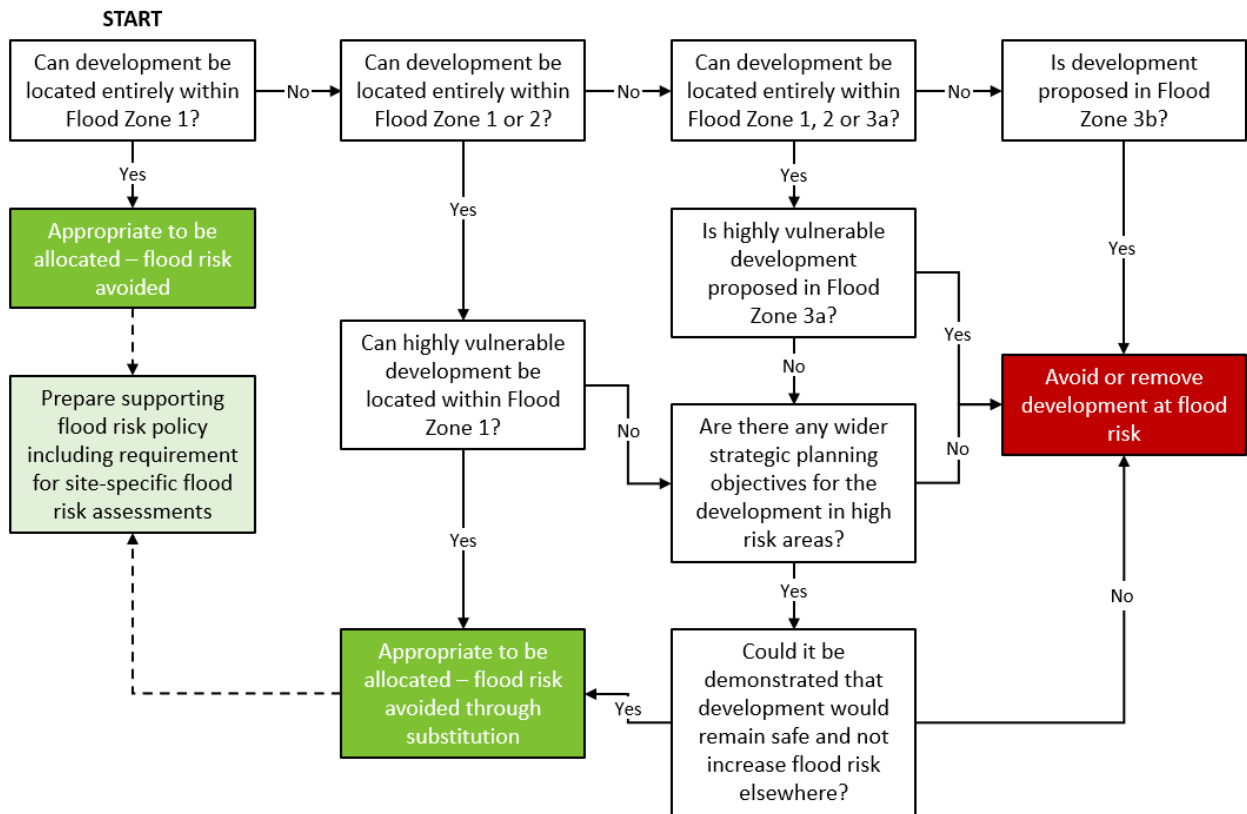 START
Can development be
located entirely within
Flood Zone 1?
No
Can development be
located entirely within
Flood Zone 1 or 2?
No
Can development be
located entirely within
Flood Zone 1, 2 or 3a?
No
Is development
proposed in Flood
Zone 3b?
Yes
Yes
Yes
Yes
Appropriate to be
allocated – flood risk
avoided
Is highly vulnerable
development
proposed in Flood
Zone 3a?
Yes
No
Can highly vulnerable
development be
located within Flood
Zone 1?
No
Yes
Prepare supporting
flood risk policy
including requirement
for site-specific flood
risk assessments
Are there any wider
strategic planning
objectives for the
development in high
risk areas?
No
Yes
Avoid or remove
development at flood
risk
Appropriate to be
allocated – flood risk
avoided through
substitution
Yes
Could it be
demonstrated that
development would
remain safe and not
increase flood risk
elsewhere?
No